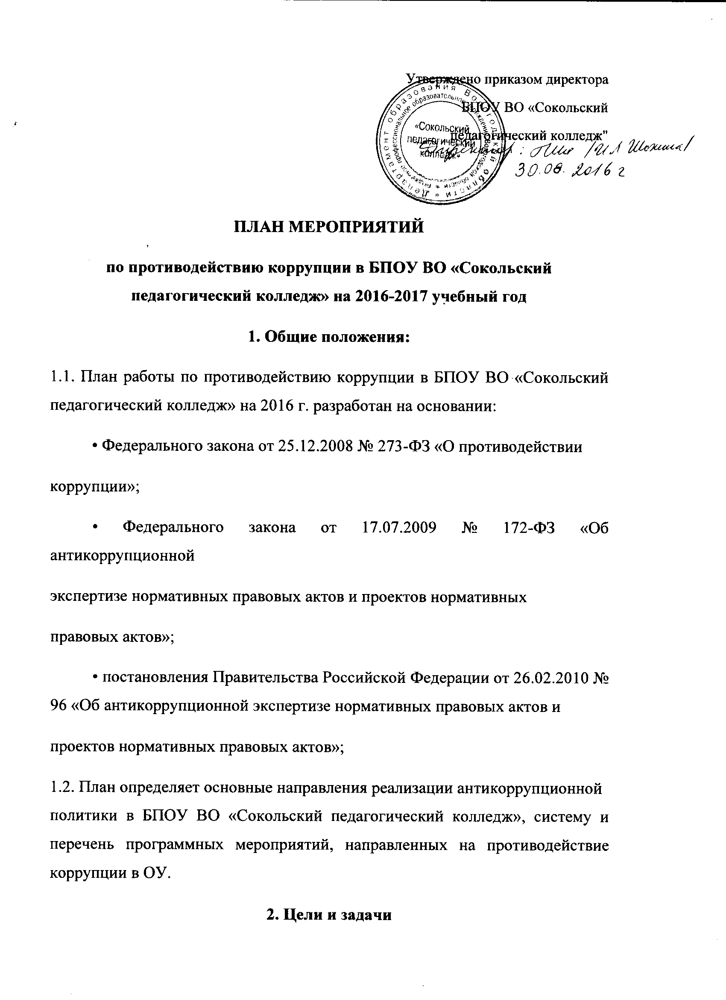 Утверждено приказом директора
БПОУ ВО «Сокольский
педагогический колледж"
Директор :
30.08.2016 г
Департамент образования Вологодской области *
«Сокольский
педагогический
колледж»
ПЛАН МЕРОПРИЯТИЙ
по противодействию коррупции в БПОУ ВО «Сокольский
педагогический колледж» на 2016-2017 учебный год
1. Общие положения:
1.1. План работы по противодействию коррупции в БПОУ ВО «Сокольский
педагогический колледж» на 2016 г. разработан на основании:
• Федерального закона от 25.12.2008 № 273-ФЗ «О противодействии
коррупции»;
• Федерального закона от 17.07.2009 № 172-ФЗ «Об
антикоррупционной
экспертизе нормативных правовых актов и проектов нормативных
правовых актов»;
• постановления Правительства Российской Федерации от 26.02.2010 №
96 «Об антикоррупционной экспертизе нормативных правовых актов и
проектов нормативных правовых актов»;
1.2. План определяет основные направления реализации антикоррупционной
политики в БПОУ ВО «Сокольский педагогический колледж», систему и
перечень программных мероприятий, направленных на противодействие
коррупции в ОУ.
2. Цели и задачи